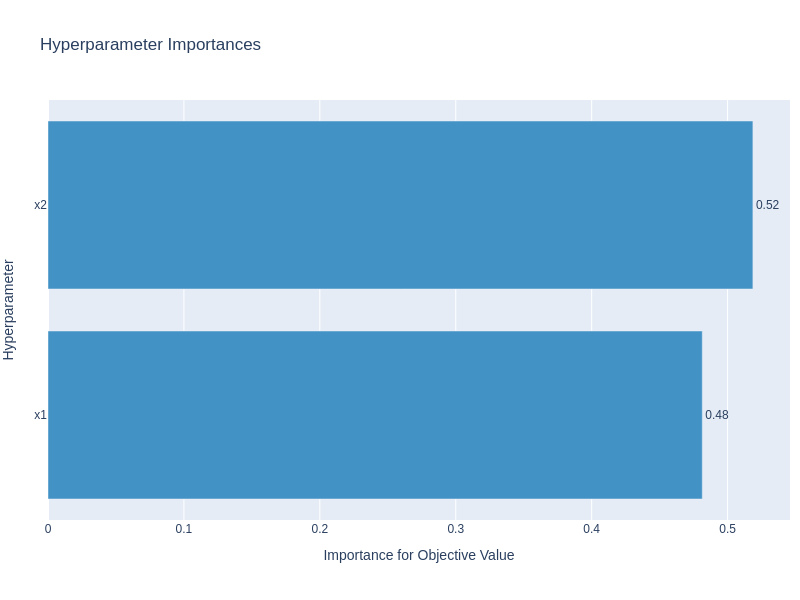 Hyperparameter Importances
Hyperparameter
x2
0.52
x1
0.48
0
0.1
0.2
0.3
0.4
0.5
Importance for Objective Value